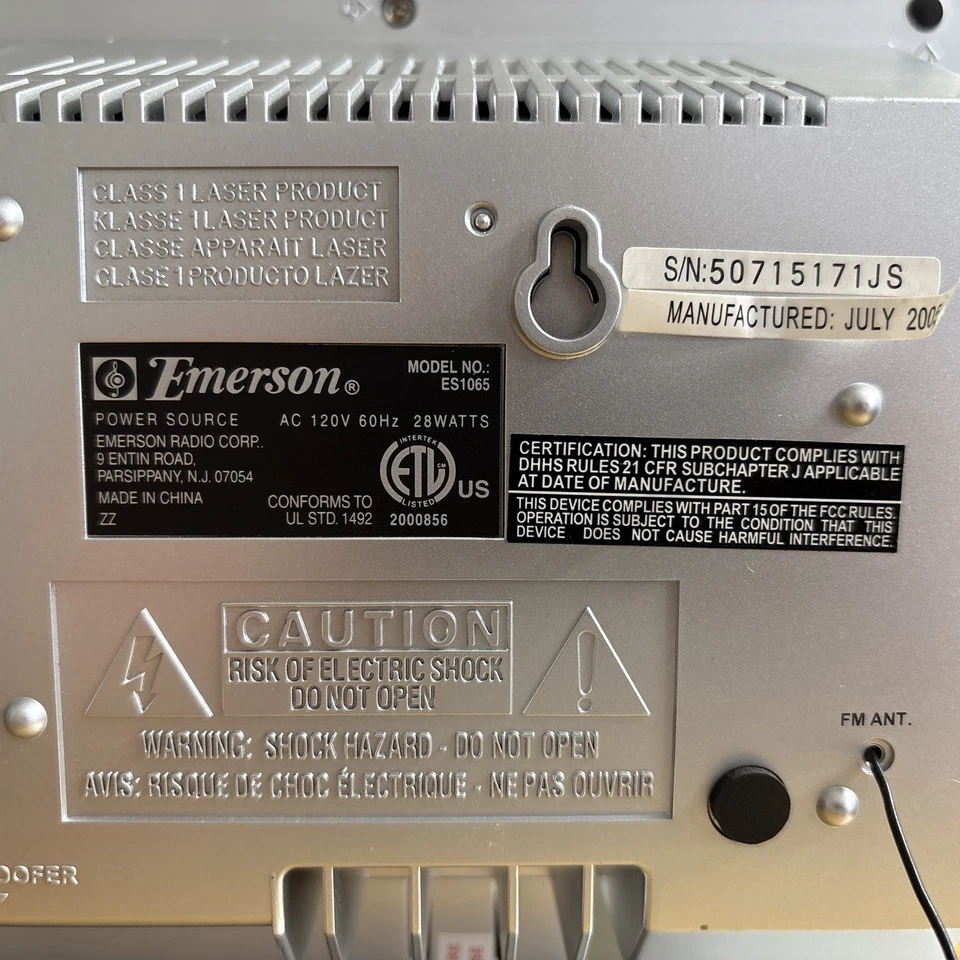 CLASS 1 LASER PRODUCT
KLASSE 1 LASER PRODUCT
CLASSE APPARAIT LASER
CLASE 1 PRODUCTO LAZER
S/N:50715171JS
MANUFACTURED: JULY
Emerson®
MODEL NO.:
ES1065
POWER SOURCE AC 120V 60Hz 28WATTS
EMERSON RADIO CORP..
9 ENTIN ROAD,
PARSIPPANY, N.J. 07054
MADE IN CHINA
ZZ
CONFORMS TO
UL STD. 1492
INTERTEK
ETL CM
LISTED
US
2000856
CERTIFICATION: THIS PRODUCT COMPLIES WITH
DHHS RULES 21 CFR SUBCHAPTER J APPLICABLE
AT DATE OF MANUFACTURE.
THIS DEVICE COMPLIES WITH PART 15 OF THE FCC RULES.
OPERATION IS SUBJECT TO THE CONDITION THAT THIS
DEVICE DOES NOT CAUSE HARMFUL INTERFERENCE.
CAUTION
RISK OF ELECTRIC SHOCK
DO NOT OPEN
WARNING: SHOCK HAZARD - DO NOT OPEN
AVIS: RISQUE DE CHOC ÉLECTRIQUE - NE PAS OUVRIR
FM ANT.
OOFER